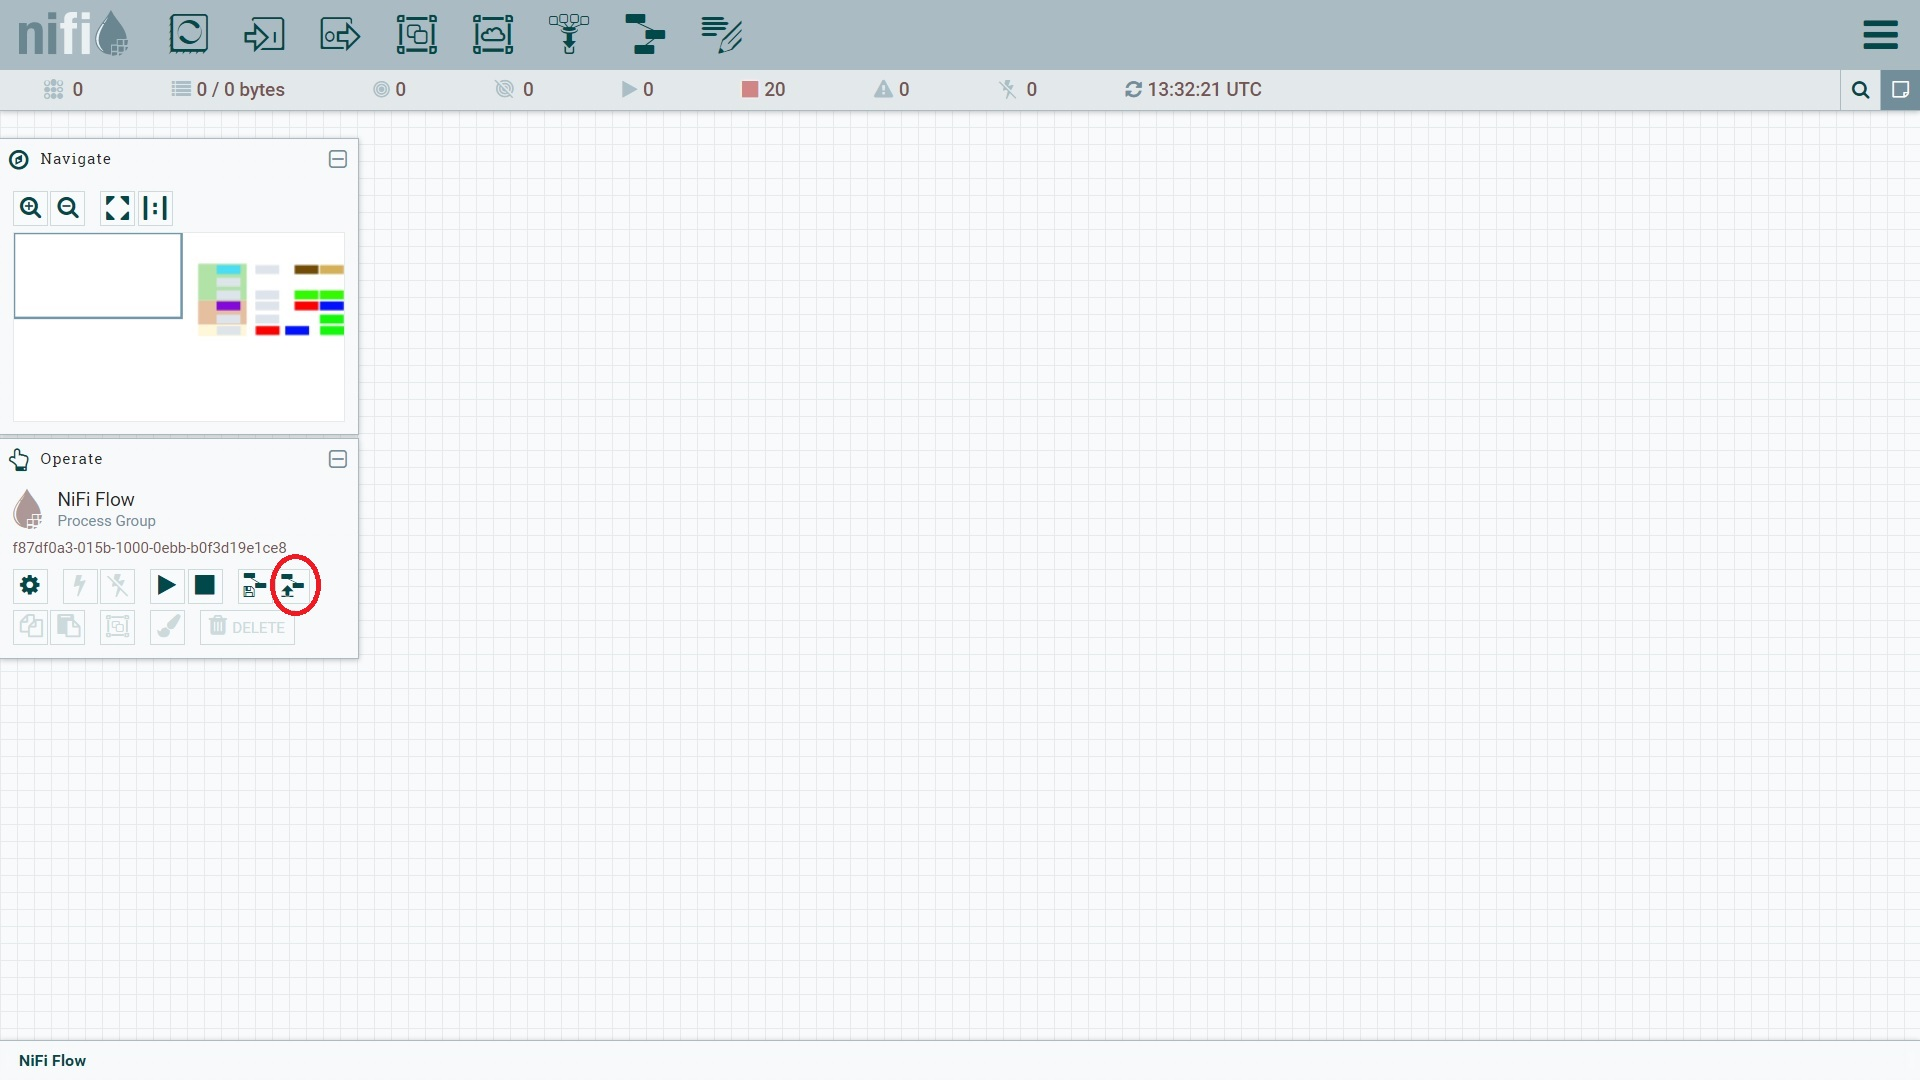 nifi
0
0 / 0 bytes
0
0
0
20
0
0
13:32:21 UTC
Navigate
Operate
NiFi Flow
Process Group
f87df0a3-015b-1000-0ebb-b0f3d19e1ce8
DELETE
NiFi Flow